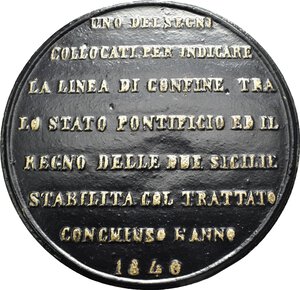 UNO DEI SEGNI
COLLOCATI PER INDICARE
LA LINEA DI CONFINE TRA
LO STATO PONTIFICIO ED IL
REGNO DELLE DUE SICILIE
STABILITA COL TRATTATO
CONCHIUSO L'ANNO
1846